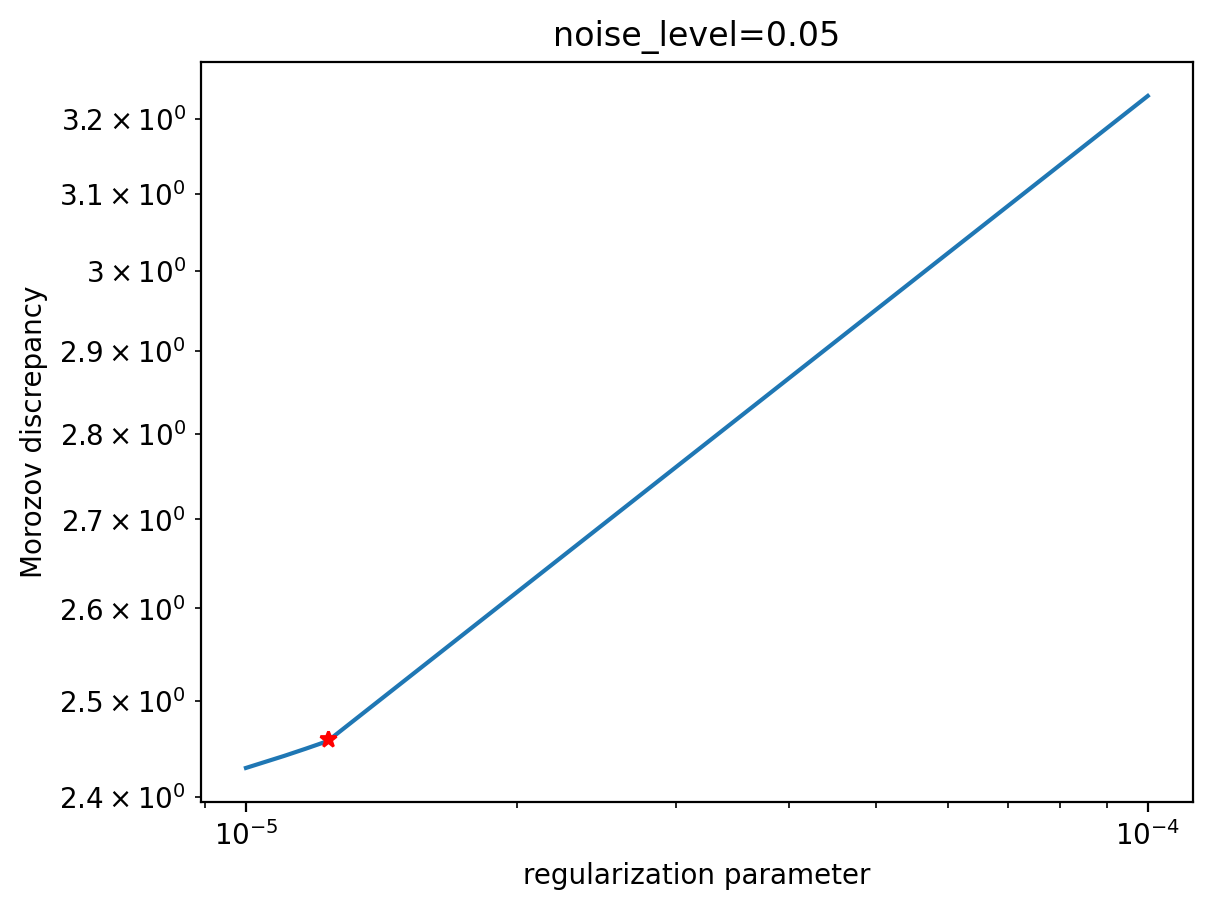 noise_level=0.05
3.2 × 10⁰
3.1 × 10⁰
3 × 10⁰
2.9 × 10⁰
2.8 × 10⁰
2.7 × 10⁰
2.6 × 10⁰
2.5 × 10⁰
2.4 × 10⁰
Morozov discrepancy
10⁻⁵ 10⁻⁴
regularization parameter